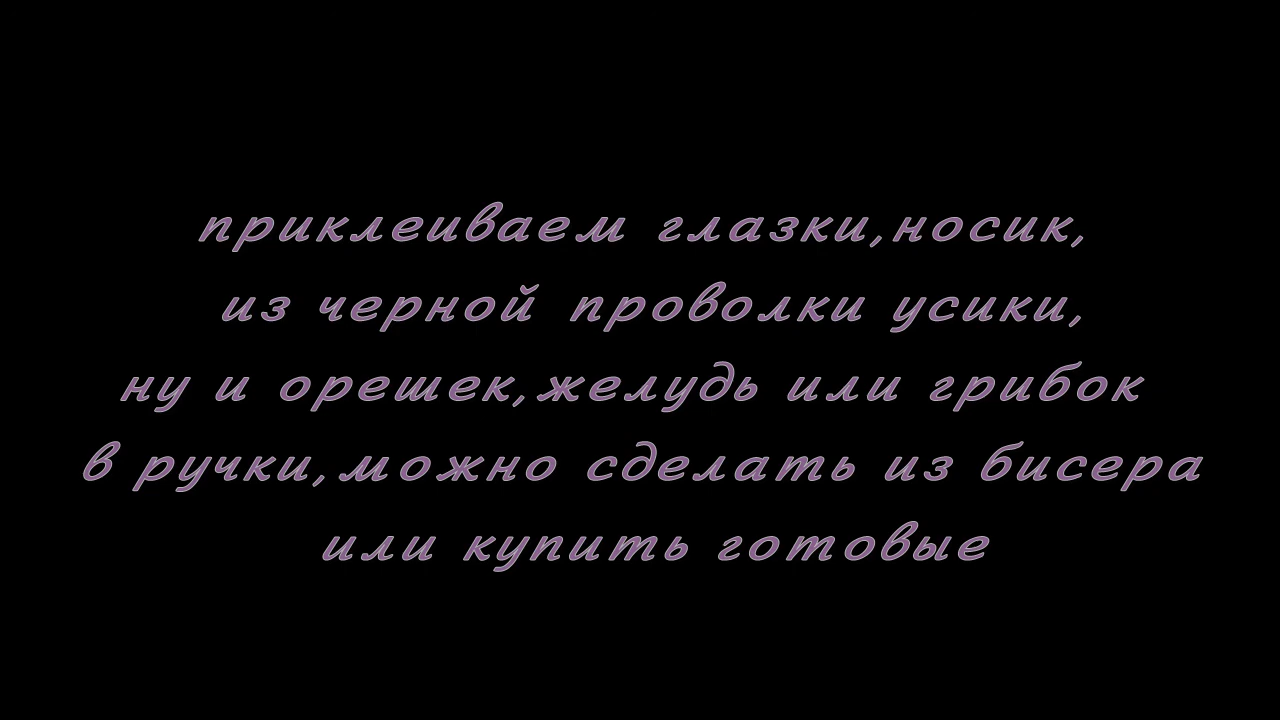 приклеиваем глазки,носик,
из черной проволки усики,
ну и орешек,желудь или грибок
в ручки,можно сделать из бисера
или купить готовые